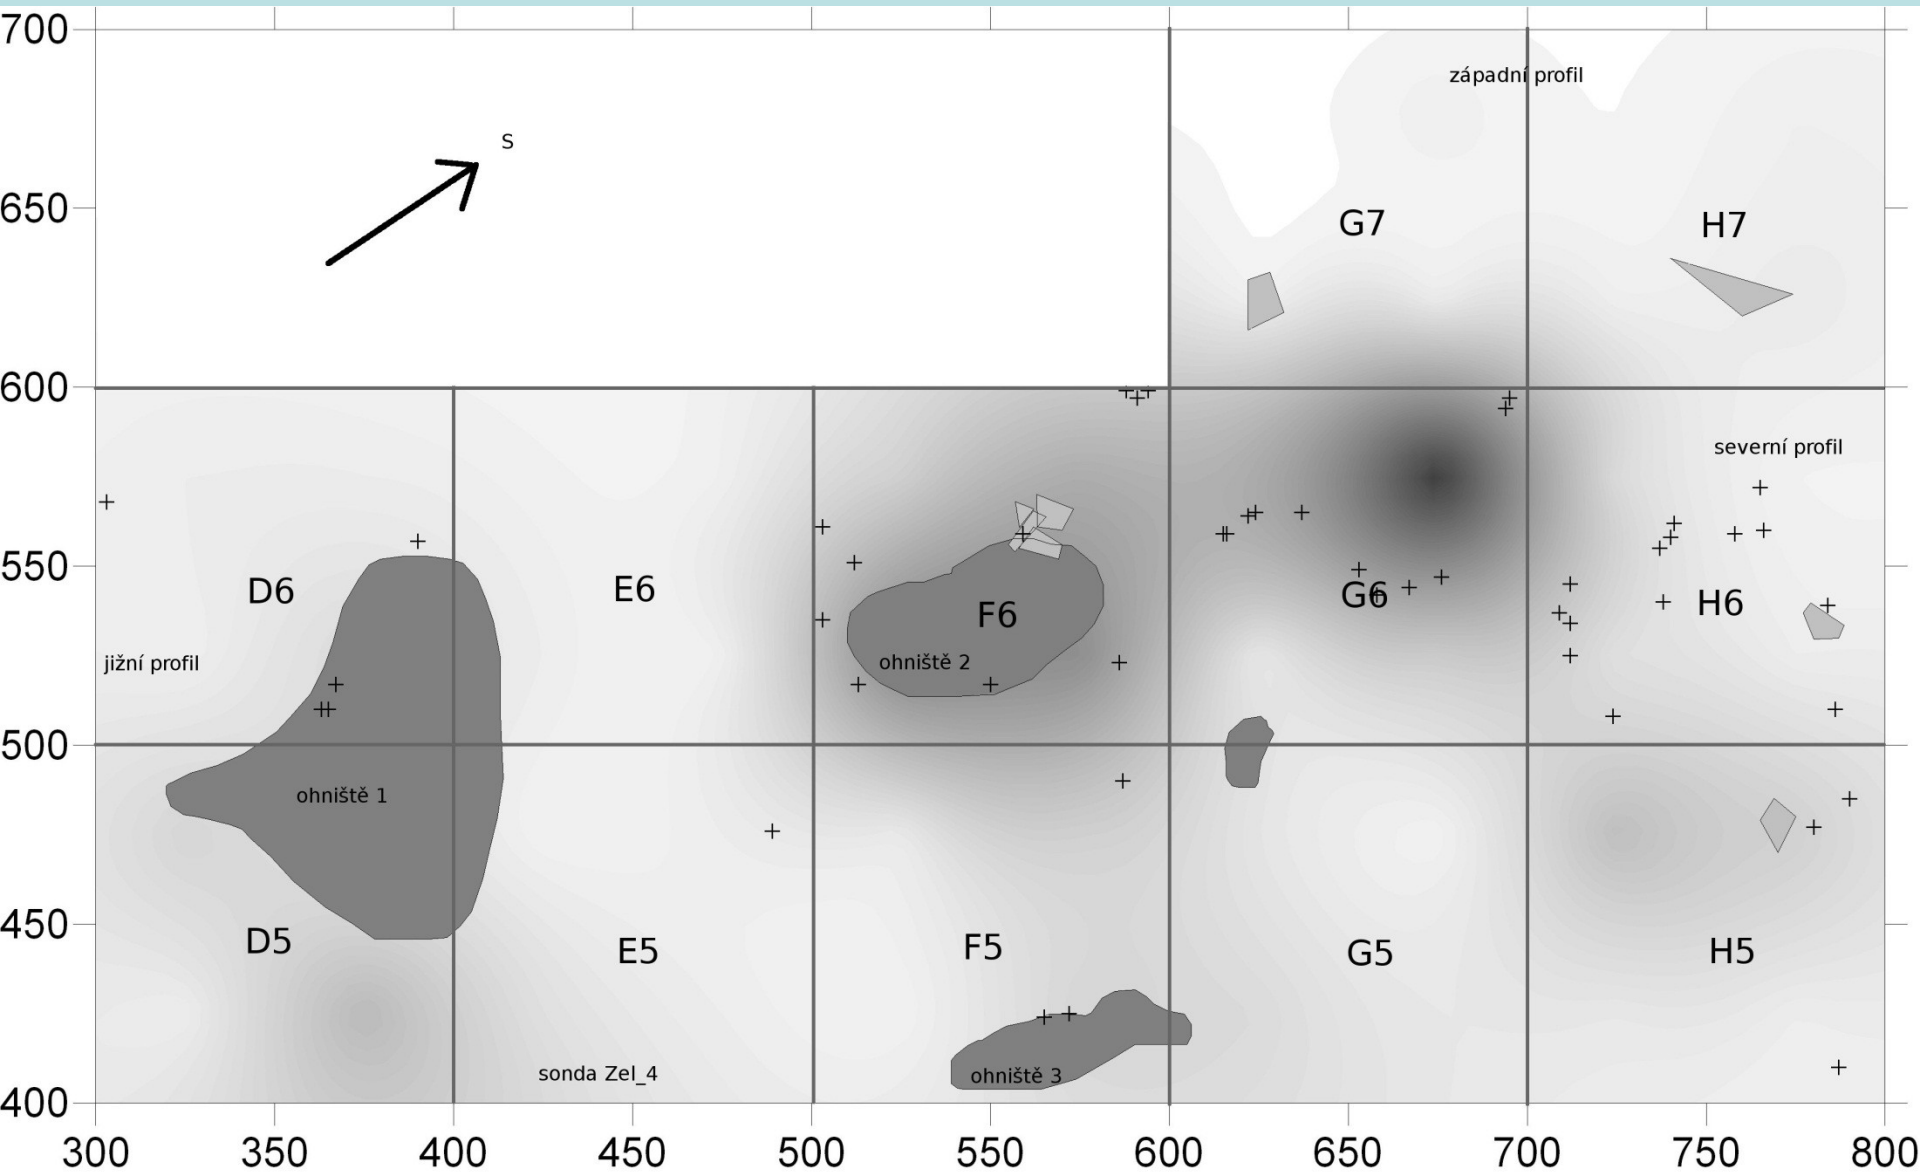 700
západní profil
S
650
G7
H7
600
severní profil
550
D6
E6
F6
G6
H6
jižní profil
ohniště 2
500
ohniště 1
450
D5
E5
F5
G5
H5
sonda Zel_4
ohniště 3
400
300
350
400
450
500
550
600
650
700
750
800